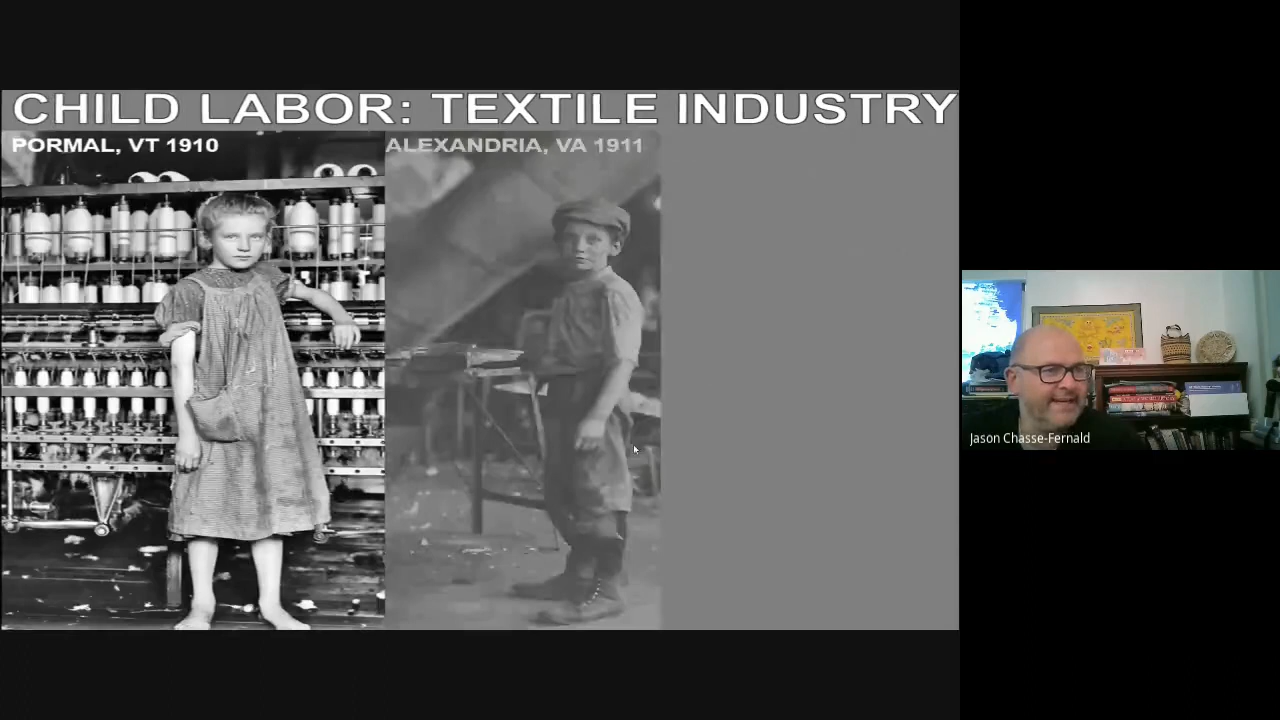 CHILD LABOR: TEXTILE INDUSTRY
PORMAL, VT 1910
ALEXANDRIA, VA 1911
Jason Chasse-Fernald